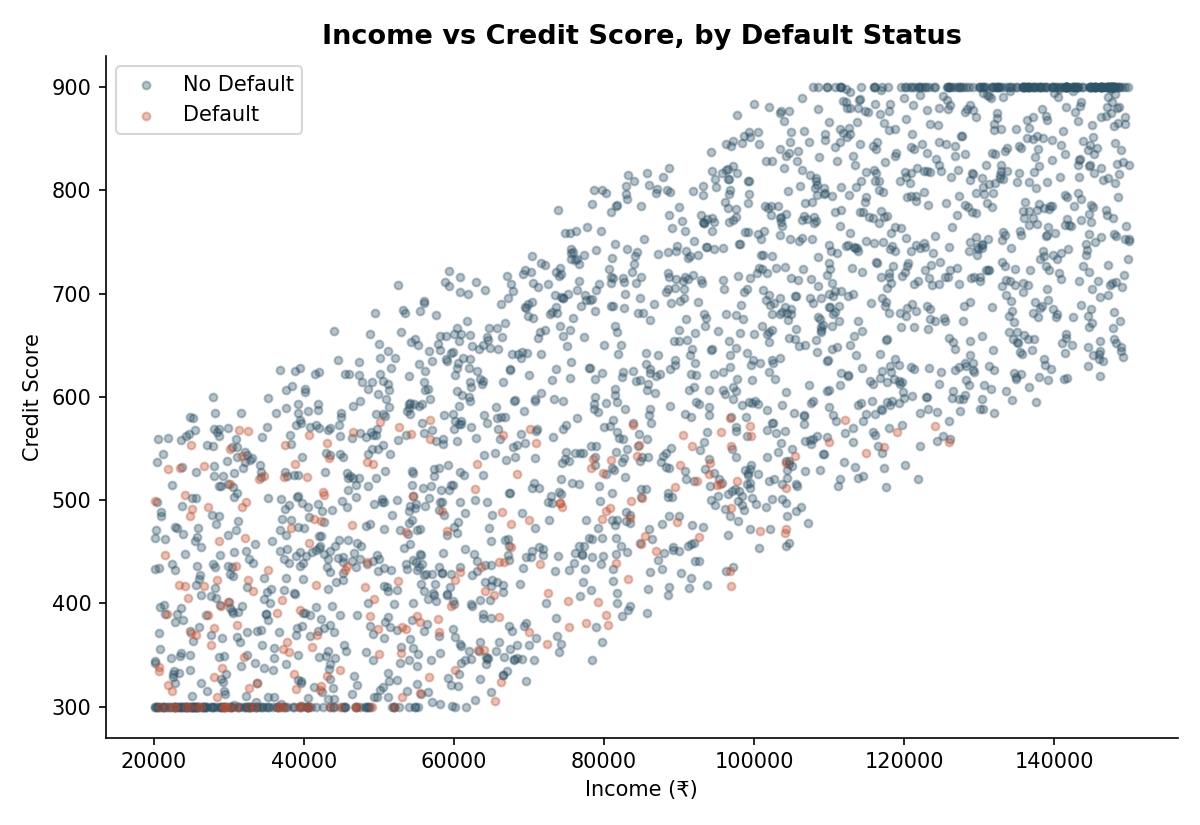 Income vs Credit Score, by Default Status
No Default
Default
900
800
700
600
500
400
300
Credit Score
20000 40000 60000 80000 100000 120000 140000
Income (₹)